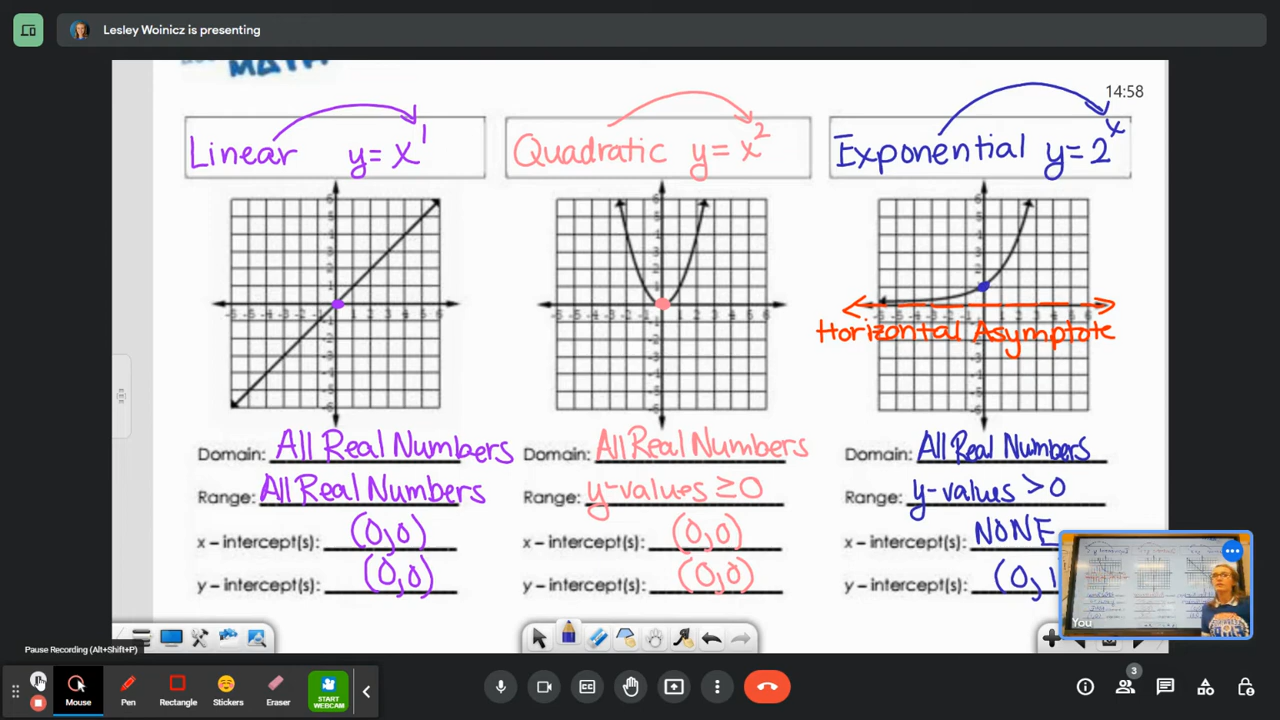 Lesley Woinicz is presenting
MATH
14:58
Linear y = x¹
Quadratic y = x²
Exponential y = 2ˣ
Horizontal Asymptote
Domain: All Real Numbers
Range: All Real Numbers
x – intercept(s): (0,0)
y – intercept(s): (0,0)
Domain: All Real Numbers
Range: y-values ≥ 0
x – intercept(s): (0,0)
y – intercept(s): (0,0)
Domain: All Real Numbers
Range: y-values > 0
x – intercept(s): NONE
y – intercept(s): (0,1
You
Pause Recording (Alt+Shift+P)
Mouse
Pen
Rectangle
Stickers
Eraser
START WEBCAM
3